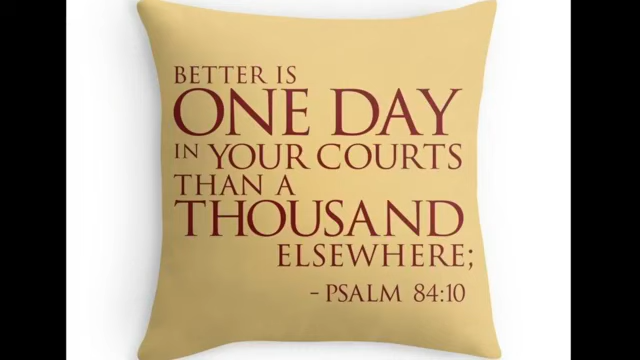 BETTER IS
ONE DAY
IN YOUR COURTS
THAN A
THOUSAND
ELSEWHERE;
- PSALM 84:10